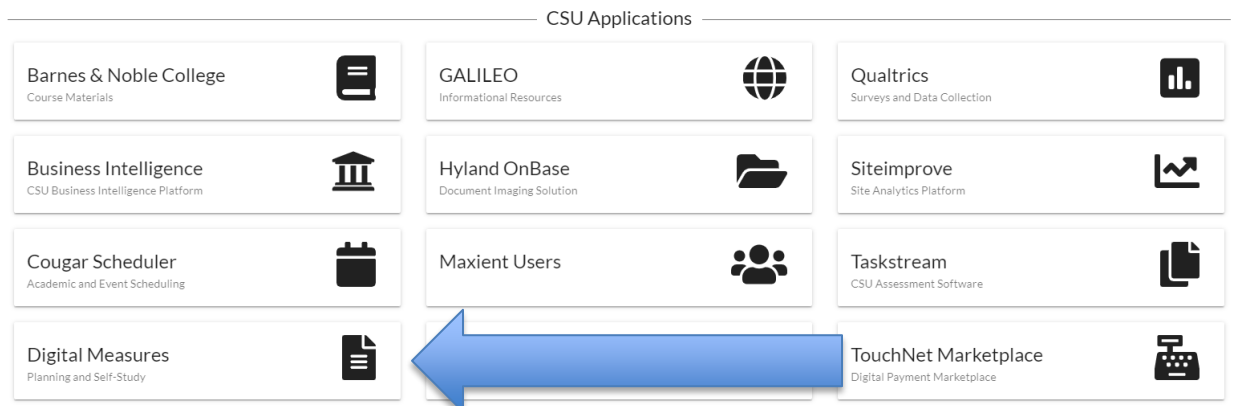 CSU Applications
Barnes & Noble College
Course Materials
GALILEO
Informational Resources
Qualtrics
Surveys and Data Collection
Business Intelligence
CSU Business Intelligence Platform
Hyland OnBase
Document Imaging Solution
Siteimprove
Site Analytics Platform
Cougar Scheduler
Academic and Event Scheduling
Maxient Users
Taskstream
CSU Assessment Software
Digital Measures
Planning and Self-Study
TouchNet Marketplace
Digital Payment Marketplace